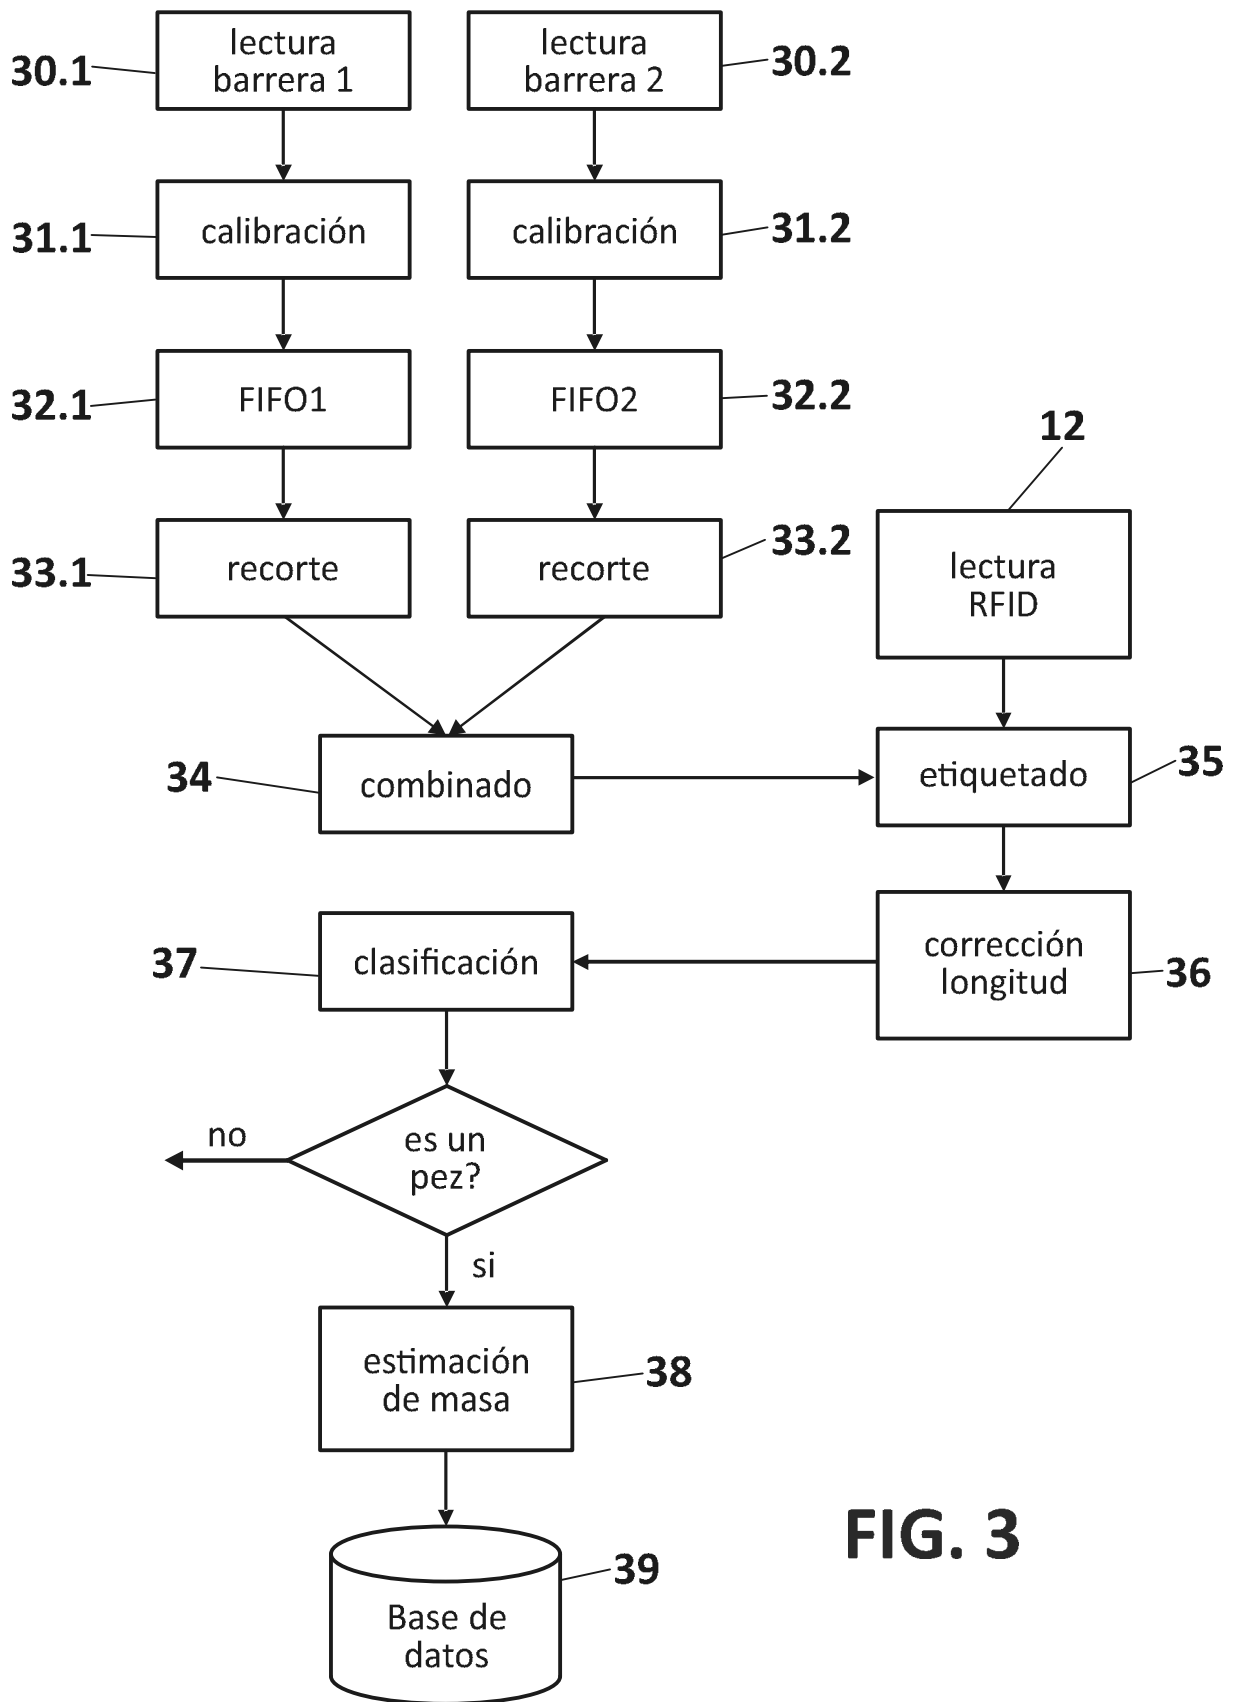 30.1
lectura
barrera 1
lectura
barrera 2
30.2
31.1
calibración
calibración
31.2
32.1
FIFO1
FIFO2
32.2
12
33.1
recorte
recorte
33.2
lectura
RFID
34
combinado
etiquetado
35
37
clasificación
corrección
longitud
36
no
es un
pez?
si
estimación
de masa
38
FIG. 3
39
Base de
datos